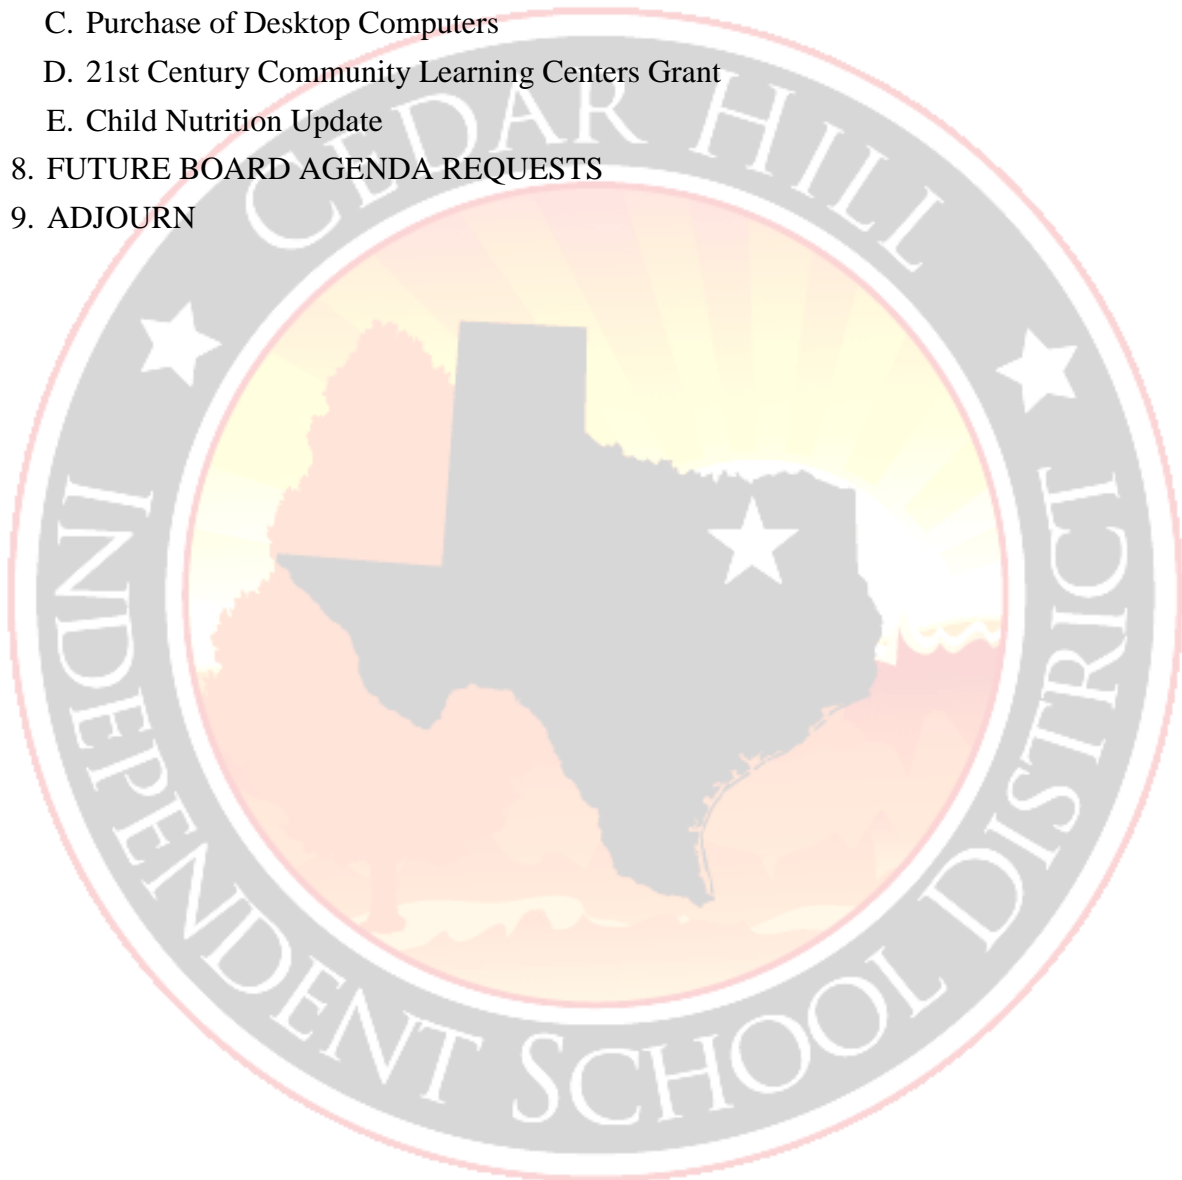 C. Purchase of Desktop Computers
D. 21st Century Community Learning Centers Grant
E. Child Nutrition Update
8. FUTURE BOARD AGENDA REQUESTS
9. ADJOURN
CEDAR HILL
INDEPENDENT SCHOOL DISTRICT